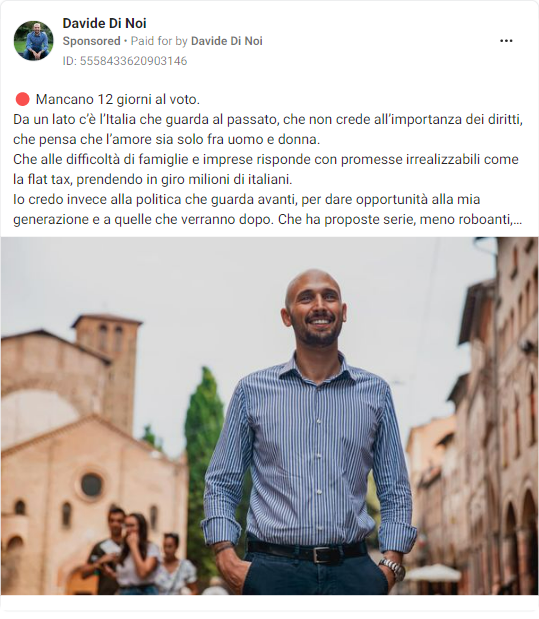 Davide Di Noi
Sponsored • Paid for by Davide Di Noi
ID: 5558433620903146
🔴 Mancano 12 giorni al voto.
Da un lato c'è l'Italia che guarda al passato, che non crede all'importanza dei diritti,
che pensa che l'amore sia solo fra uomo e donna.
Che alle difficoltà di famiglie e imprese risponde con promesse irrealizzabili come
la flat tax, prendendo in giro milioni di italiani.
Io credo invece alla politica che guarda avanti, per dare opportunità alla mia
generazione e a quelle che verranno dopo. Che ha proposte serie, meno roboanti,...